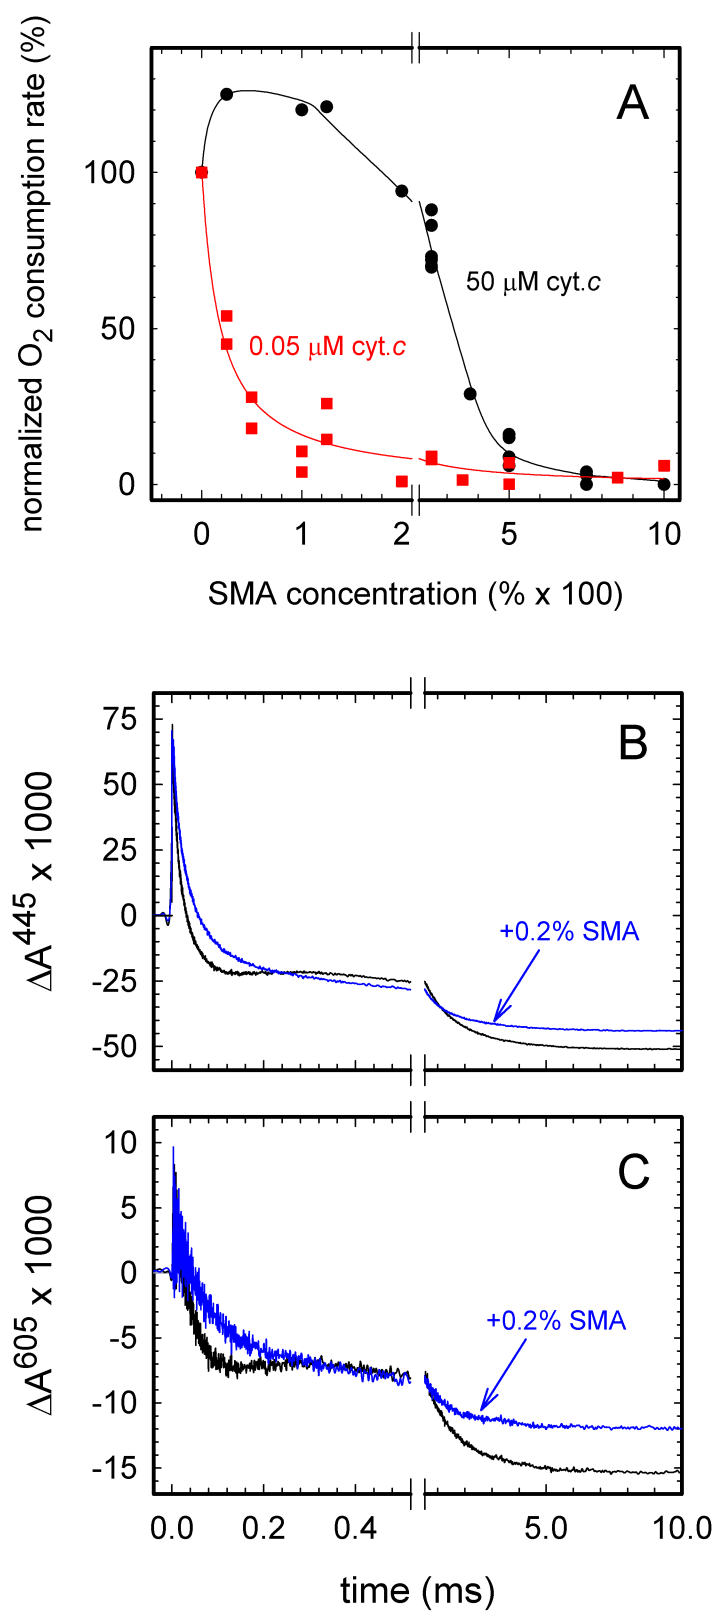 normalized O2 consumption rate (%)
A
100
50
0
50 μM cyt.c
0.05 μM cyt.c
0 1 2 5 10
SMA concentration (% x 100)
B
ΔA445 x 1000
75
50
25
0
-25
-50
+0.2% SMA
C
ΔA605 x 1000
10
5
0
-5
-10
-15
+0.2% SMA
0.0 0.2 0.4 5.0 10.0
time (ms)